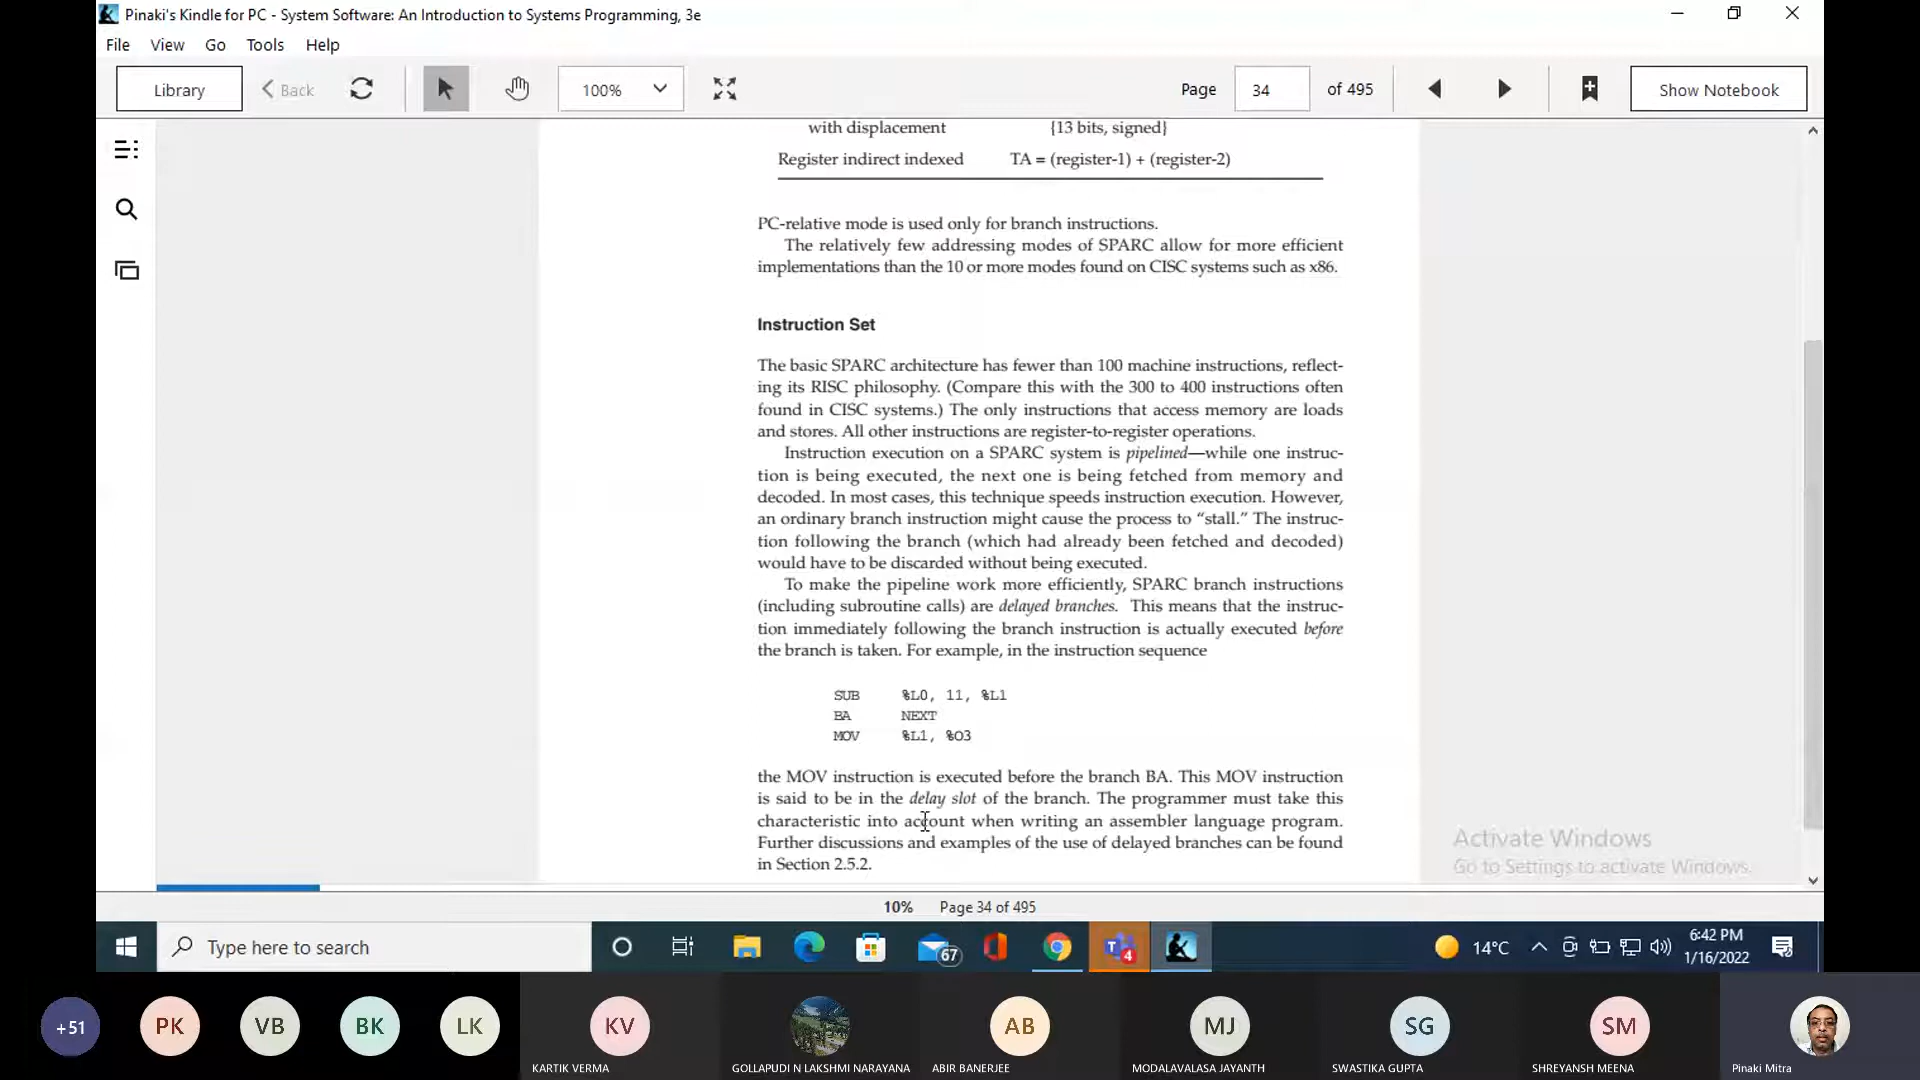 Pinaki's Kindle for PC - System Software: An Introduction to Systems Programming, 3e
File View Go Tools Help
Library Back 100% Page 34 of 495 Show Notebook
with displacement {13 bits, signed}
Register indirect indexed TA = (register-1) + (register-2)
PC-relative mode is used only for branch instructions.
The relatively few addressing modes of SPARC allow for more efficient
implementations than the 10 or more modes found on CISC systems such as x86.
Instruction Set
The basic SPARC architecture has fewer than 100 machine instructions, reflect-
ing its RISC philosophy. (Compare this with the 300 to 400 instructions often
found in CISC systems.) The only instructions that access memory are loads
and stores. All other instructions are register-to-register operations.
Instruction execution on a SPARC system is pipelined—while one instruc-
tion is being executed, the next one is being fetched from memory and
decoded. In most cases, this technique speeds instruction execution. However,
an ordinary branch instruction might cause the process to “stall.” The instruc-
tion following the branch (which had already been fetched and decoded)
would have to be discarded without being executed.
To make the pipeline work more efficiently, SPARC branch instructions
(including subroutine calls) are delayed branches. This means that the instruc-
tion immediately following the branch instruction is actually executed before
the branch is taken. For example, in the instruction sequence
SUB %L0, 11, %L1
BA NEXT
MOV %L1, %O3
the MOV instruction is executed before the branch BA. This MOV instruction
is said to be in the delay slot of the branch. The programmer must take this
characteristic into account when writing an assembler language program.
Further discussions and examples of the use of delayed branches can be found
in Section 2.5.2.
Activate Windows
Go to Settings to activate Windows.
10% Page 34 of 495
Type here to search 67 4 14°C 6:42 PM
1/16/2022
+51 PK VB BK LK KV AB MJ SG SM
KARTIK VERMA GOLLAPUDI N LAKSHMI NARAYANA ABIR BANERJEE MODALAVALASA JAYANTH SWASTIKA GUPTA SHREYANSH MEENA Pinaki Mitra